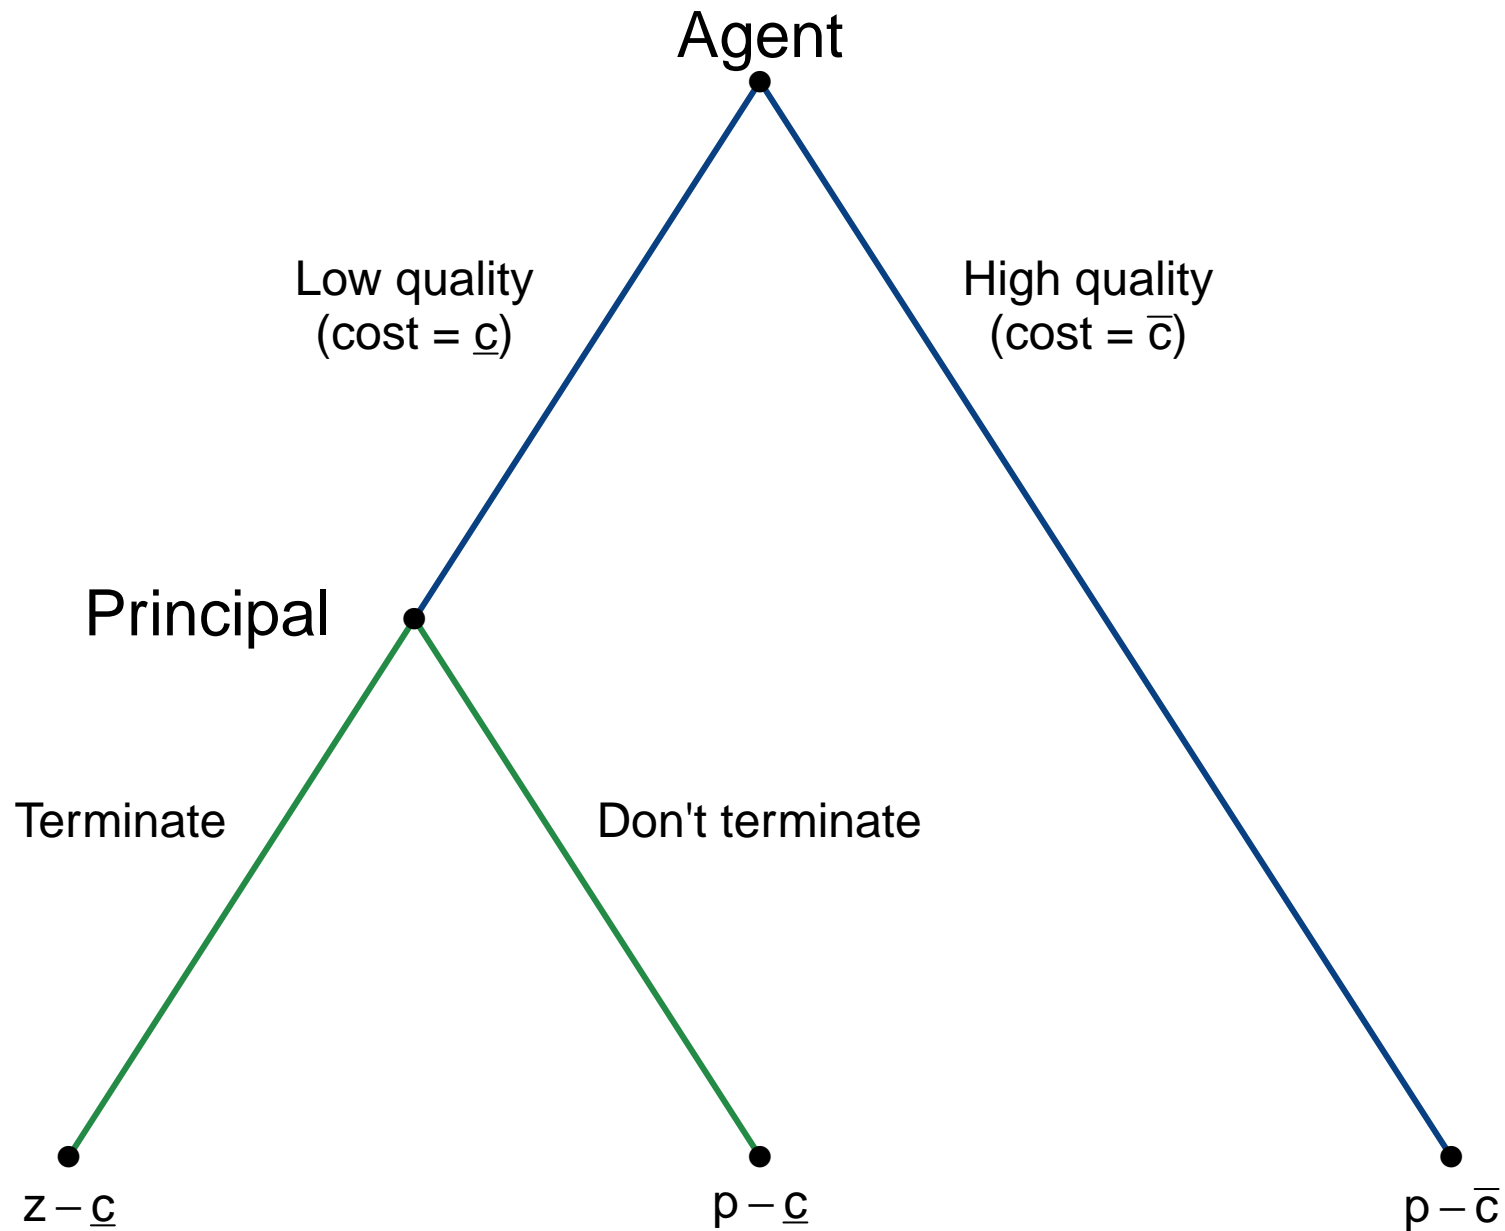 Agent
Low quality
(cost = c̲)
High quality
(cost = c̅)
Principal
Terminate
Don't terminate
z – c̲
p – c̲
p – c̅